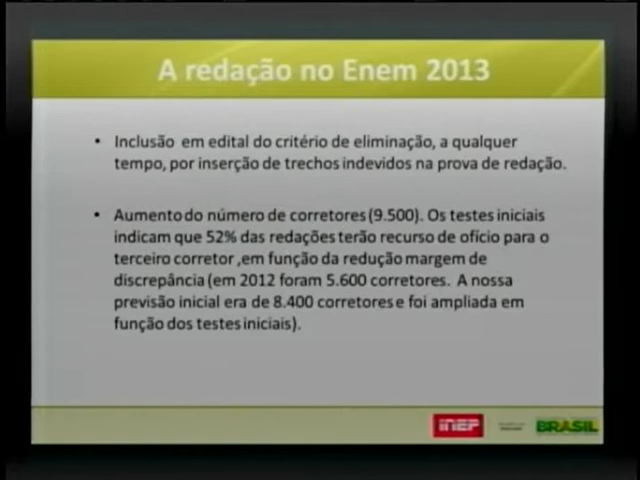 A redação no Enem 2013
• Inclusão em edital do critério de eliminação, a qualquer
tempo, por inserção de trechos indevidos na prova de redação.
• Aumento do número de corretores (9.500). Os testes iniciais
indicam que 52% das redações terão recurso de ofício para o
terceiro corretor ,em função da redução margem de
discrepância (em 2012 foram 5.600 corretores. A nossa
previsão inicial era de 8.400 corretores e foi ampliada em
função dos testes iniciais).
INEP
BRASIL